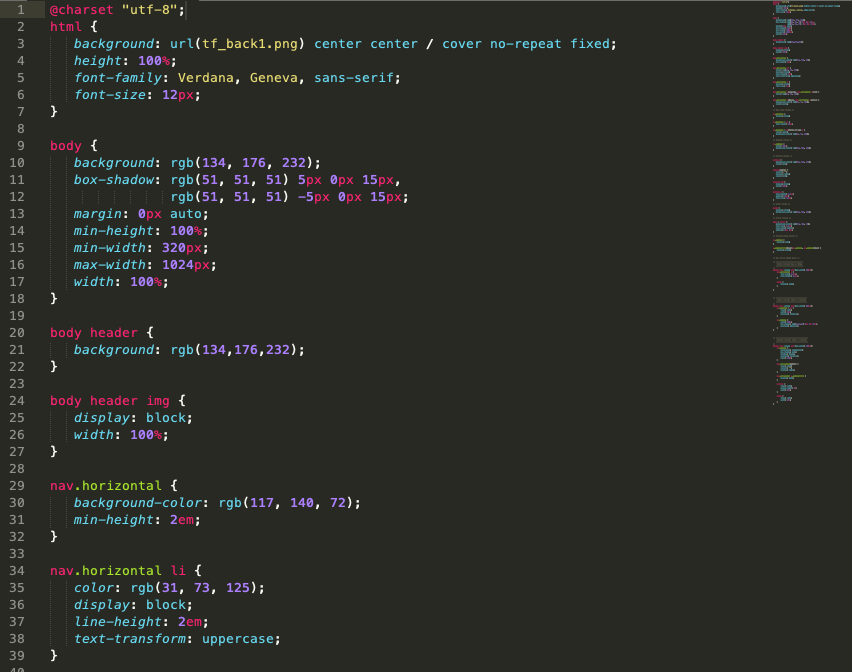 1 @charset "utf-8";
2 html {
3 background: url(tf_back1.png) center center / cover no-repeat fixed;
4 height: 100%;
5 font-family: Verdana, Geneva, sans-serif;
6 font-size: 12px;
7 }
8
9 body {
10 background: rgb(134, 176, 232);
11 box-shadow: rgb(51, 51, 51) 5px 0px 15px,
12 rgb(51, 51, 51) -5px 0px 15px;
13 margin: 0px auto;
14 min-height: 100%;
15 min-width: 320px;
16 max-width: 1024px;
17 width: 100%;
18 }
19
20 body header {
21 background: rgb(134,176,232);
22 }
23
24 body header img {
25 display: block;
26 width: 100%;
27 }
28
29 nav.horizontal {
30 background-color: rgb(117, 140, 72);
31 min-height: 2em;
32 }
33
34 nav.horizontal li {
35 color: rgb(31, 73, 125);
36 display: block;
37 line-height: 2em;
38 text-transform: uppercase;
39 }